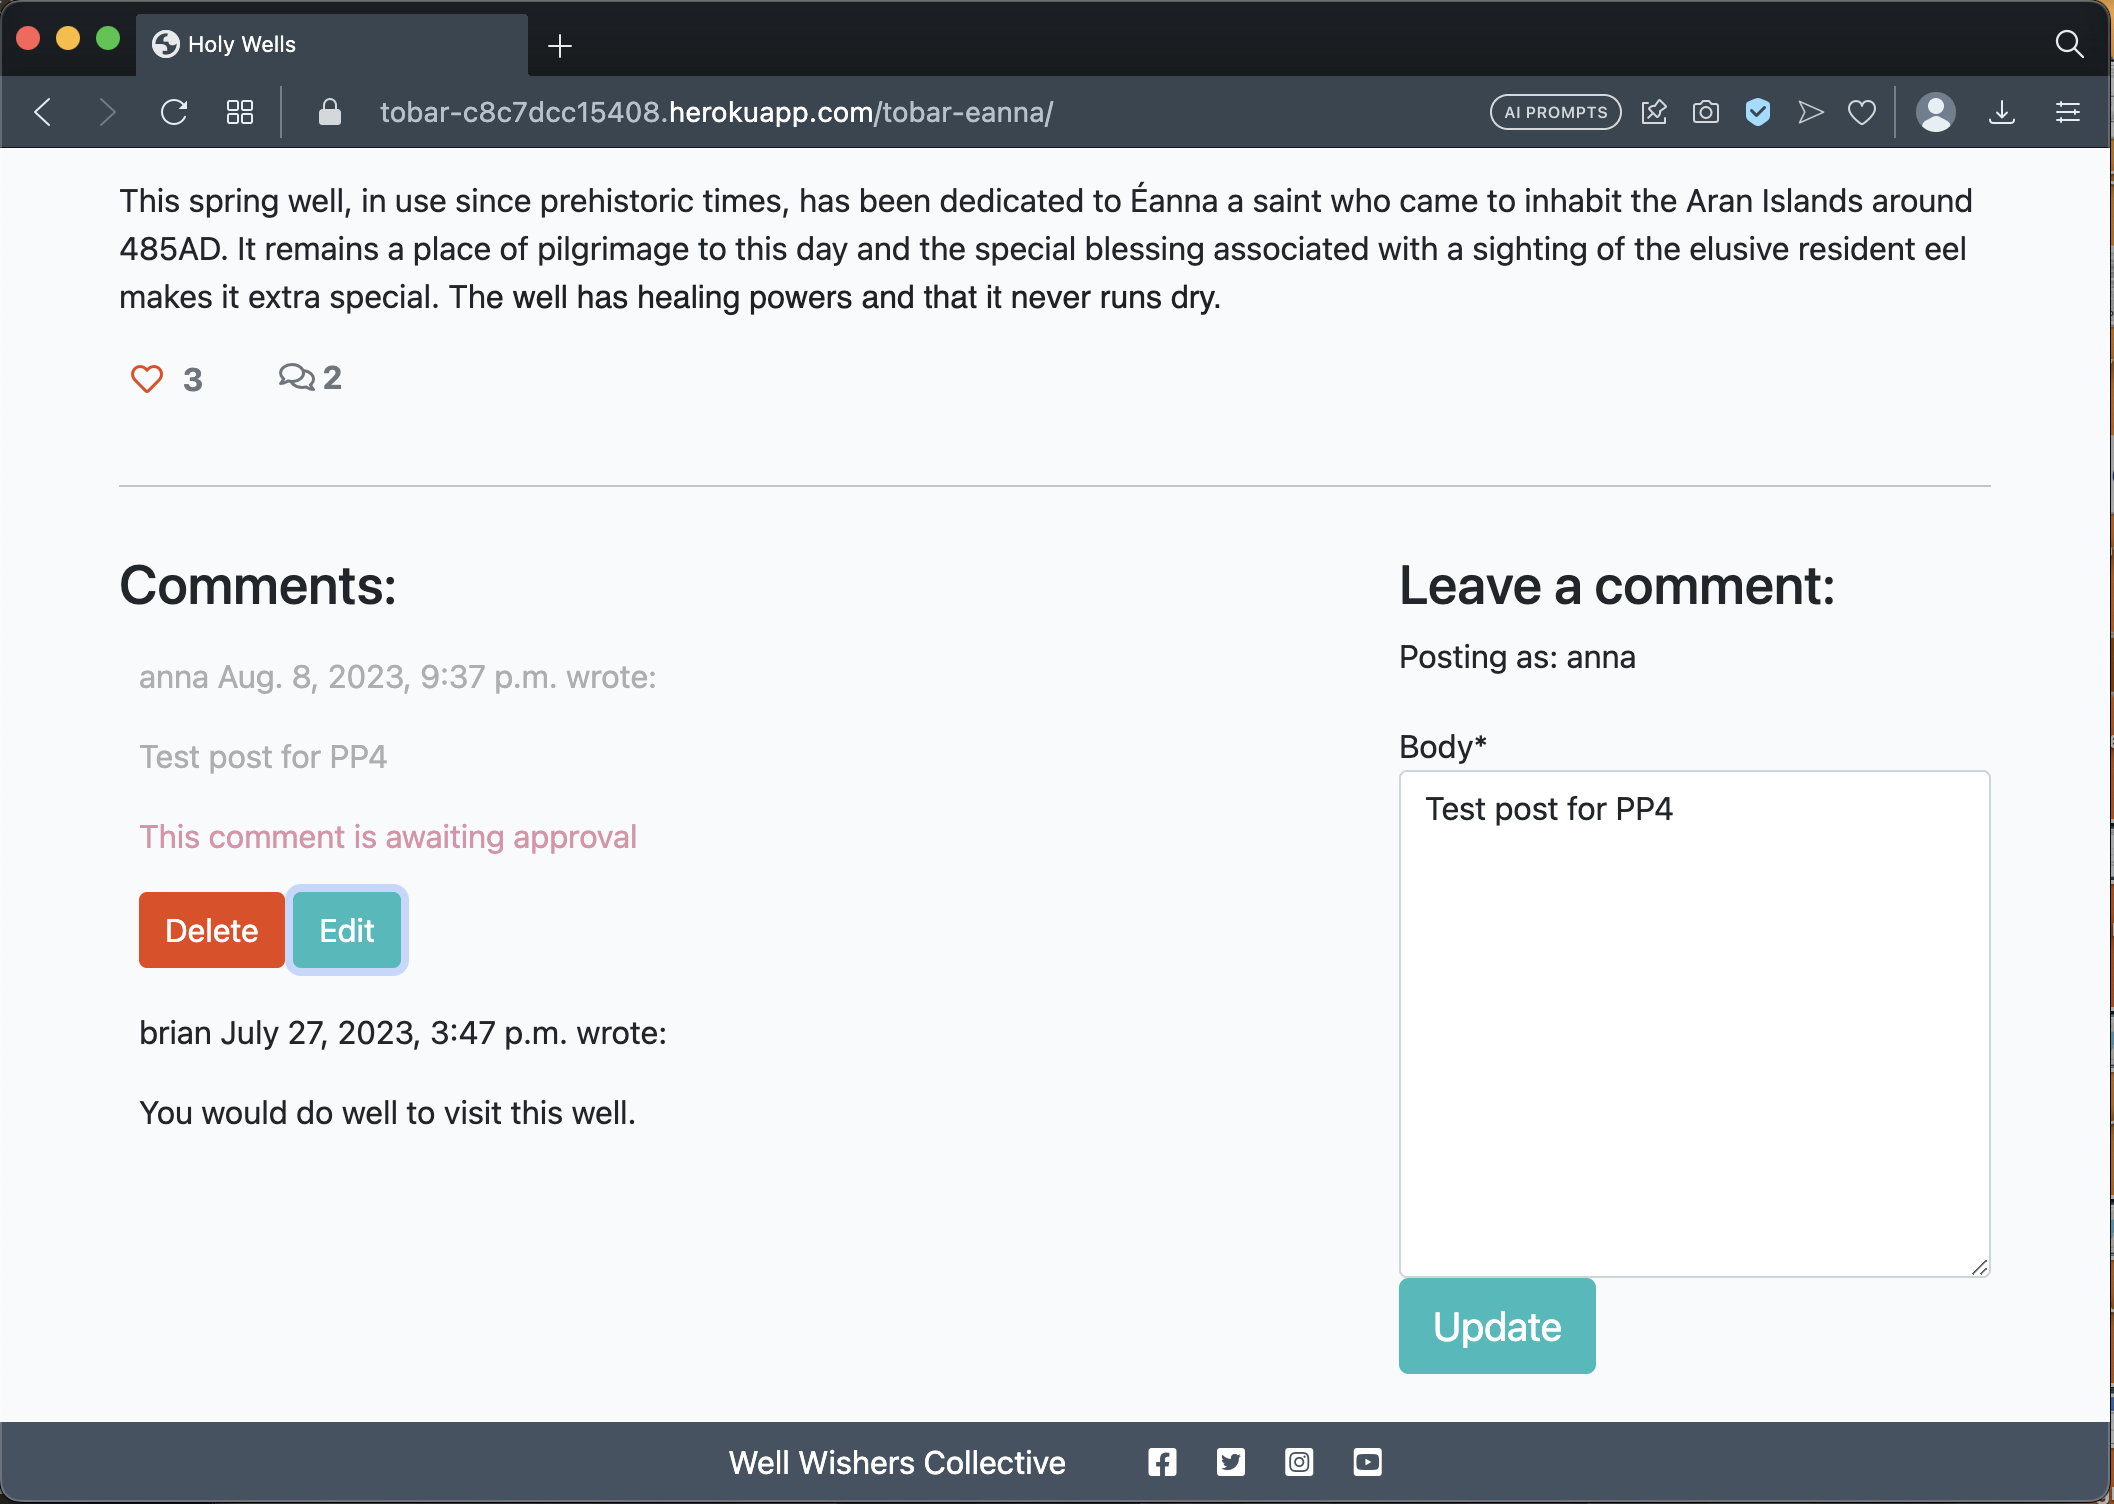 Holy Wells
tobar-c8c7dcc15408.herokuapp.com/tobar-eanna/
AI PROMPTS
This spring well, in use since prehistoric times, has been dedicated to Éanna a saint who came to inhabit the Aran Islands around
485AD. It remains a place of pilgrimage to this day and the special blessing associated with a sighting of the elusive resident eel
makes it extra special. The well has healing powers and that it never runs dry.
3 2
Comments:
anna Aug. 8, 2023, 9:37 p.m. wrote:
Test post for PP4
This comment is awaiting approval
Delete Edit
brian July 27, 2023, 3:47 p.m. wrote:
You would do well to visit this well.
Leave a comment:
Posting as: anna
Body*
Test post for PP4
Update
Well Wishers Collective